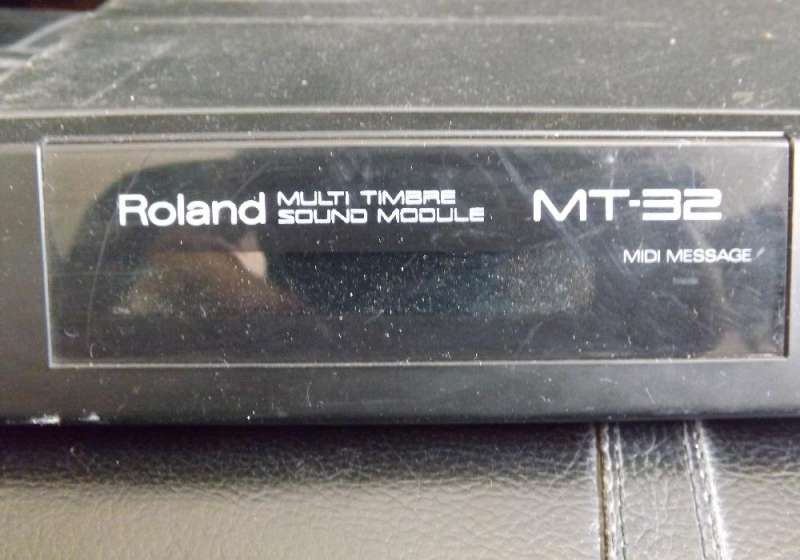 Roland MULTI TIMBRE SOUND MODULE MT-32
MIDI MESSAGE